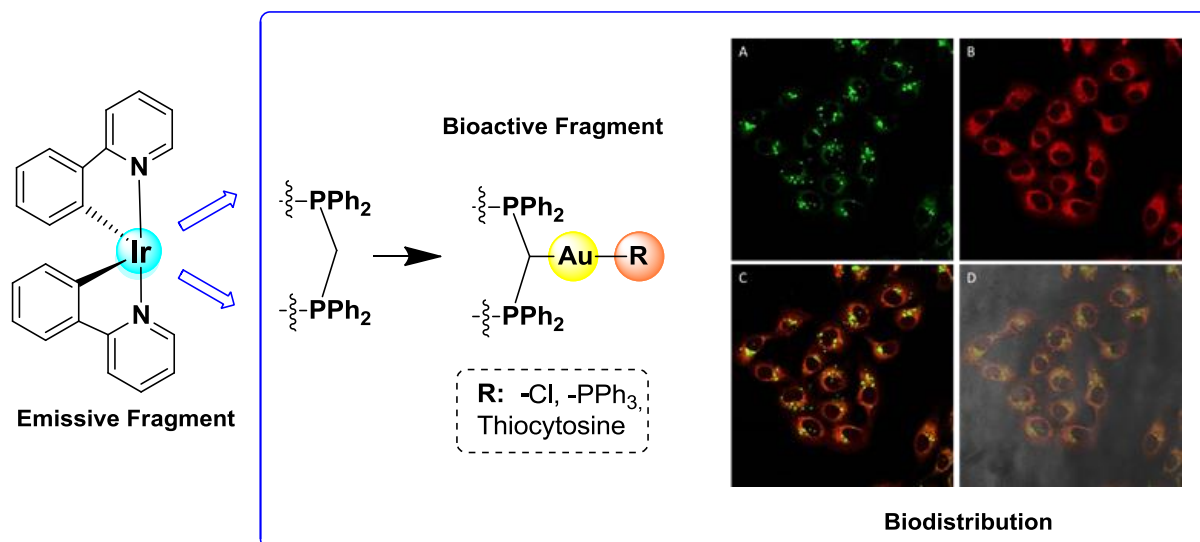 N
Ir
N
Emissive Fragment
PPh₂
PPh₂
Bioactive Fragment
PPh₂
Au
R
PPh₂
R: -Cl, -PPh₃,
Thiocytosine
A
B
C
D
Biodistribution